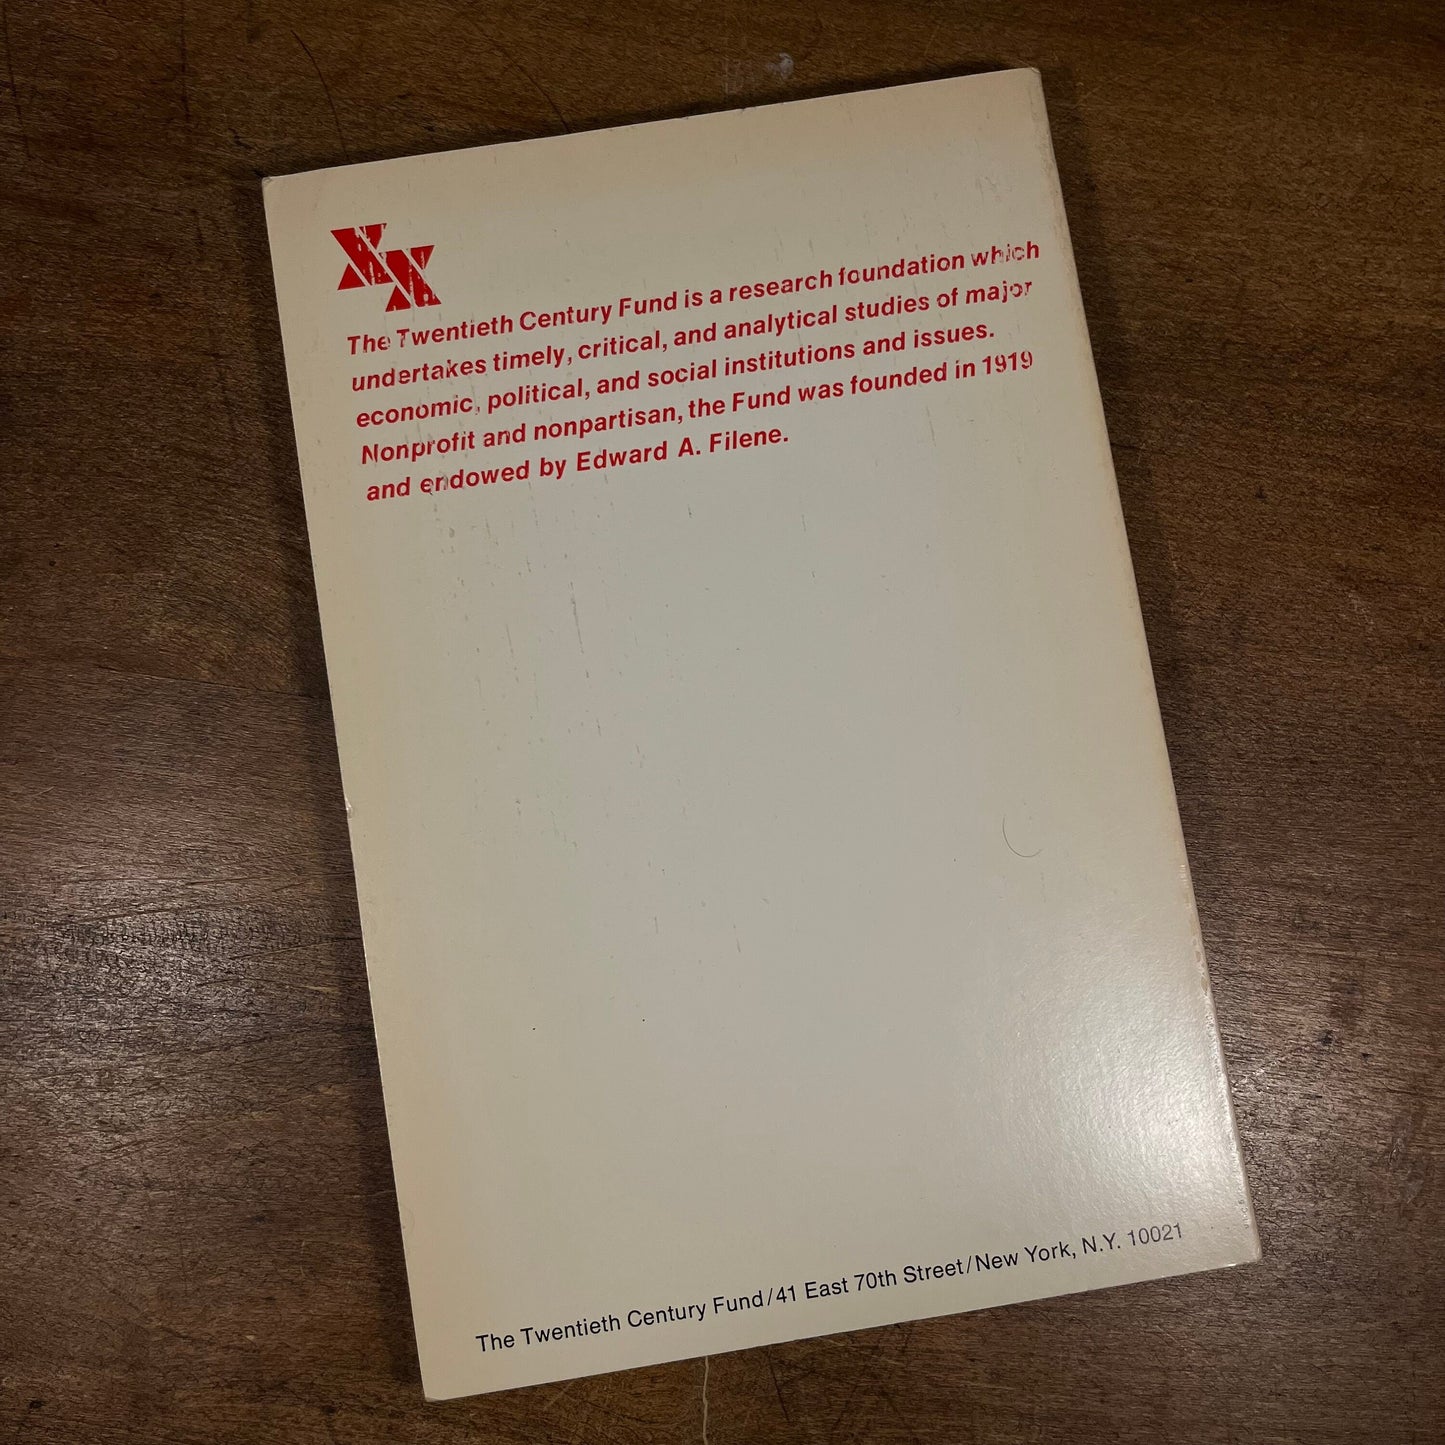 XX
The Twentieth Century Fund is a research foundation which
undertakes timely, critical, and analytical studies of major
economic, political, and social institutions and issues.
Nonprofit and nonpartisan, the Fund was founded in 1919
and endowed by Edward A. Filene.
The Twentieth Century Fund/41 East 70th Street/New York, N.Y. 10021